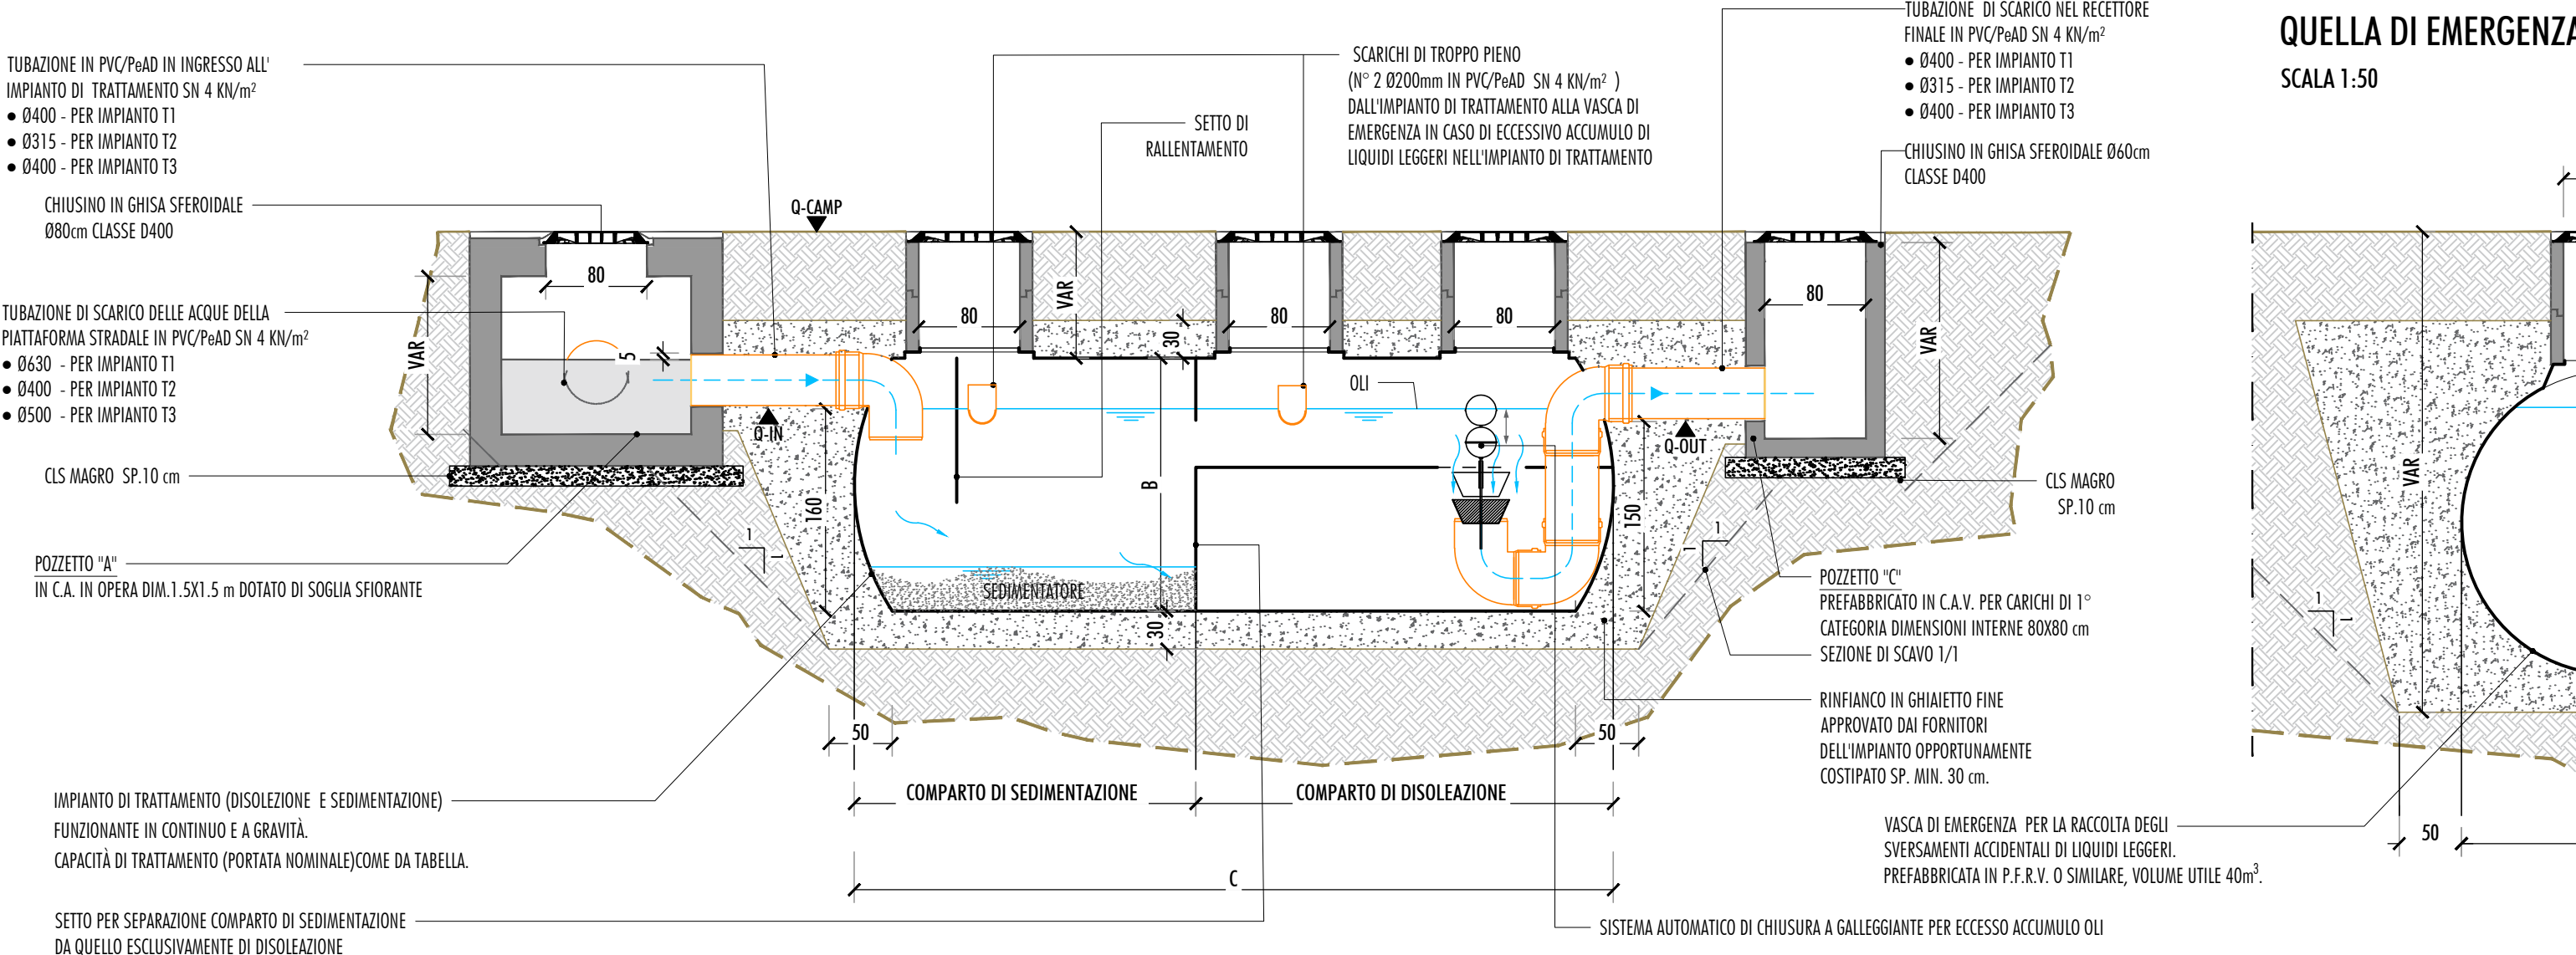 TUBAZIONE IN PVC/PeAD IN INGRESSO ALL'
IMPIANTO DI TRATTAMENTO SN 4 KN/m²
• Ø400 - PER IMPIANTO T1
• Ø315 - PER IMPIANTO T2
• Ø400 - PER IMPIANTO T3
CHIUSINO IN GHISA SFEROIDALE
Ø80cm CLASSE D400
TUBAZIONE DI SCARICO DELLE ACQUE DELLA
PIATTAFORMA STRADALE IN PVC/PeAD SN 4 KN/m²
• Ø630 - PER IMPIANTO T1
• Ø400 - PER IMPIANTO T2
• Ø500 - PER IMPIANTO T3
CLS MAGRO SP.10 cm
POZZETTO "A"
IN C.A. IN OPERA DIM.1.5X1.5 m DOTATO DI SOGLIA SFIORANTE
IMPIANTO DI TRATTAMENTO (DISOLEZIONE E SEDIMENTAZIONE)
FUNZIONANTE IN CONTINUO E A GRAVITÀ.
CAPACITÀ DI TRATTAMENTO (PORTATA NOMINALE)COME DA TABELLA.
SETTO PER SEPARAZIONE COMPARTO DI SEDIMENTAZIONE
DA QUELLO ESCLUSIVAMENTE DI DISOLEAZIONE
SETTO DI
RALLENTAMENTO
SCARICHI DI TROPPO PIENO
(N° 2 Ø200mm IN PVC/PeAD SN 4 KN/m² )
DALL'IMPIANTO DI TRATTAMENTO ALLA VASCA DI
EMERGENZA IN CASO DI ECCESSIVO ACCUMULO DI
LIQUIDI LEGGERI NELL'IMPIANTO DI TRATTAMENTO
TUBAZIONE DI SCARICO NEL RECETTORE
FINALE IN PVC/PeAD SN 4 KN/m²
• Ø400 - PER IMPIANTO T1
• Ø315 - PER IMPIANTO T2
• Ø400 - PER IMPIANTO T3
CHIUSINO IN GHISA SFEROIDALE Ø60cm
CLASSE D400
QUELLA DI EMERGENZA
SCALA 1:50
Q-CAMP
80
VAR
5
Q-IN
80
VAR
30
80
80
80
VAR
OLI
Q-OUT
160
B
150
SEDIMENTATORE
30
1
1
1
1
50
50
COMPARTO DI SEDIMENTAZIONE
COMPARTO DI DISOLEAZIONE
C
CLS MAGRO
SP.10 cm
POZZETTO "C"
PREFABBRICATO IN C.A.V. PER CARICHI DI 1°
CATEGORIA DIMENSIONI INTERNE 80X80 cm
SEZIONE DI SCAVO 1/1
RINFIANCO IN GHIAIETTO FINE
APPROVATO DAI FORNITORI
DELL'IMPIANTO OPPORTUNAMENTE
COSTIPATO SP. MIN. 30 cm.
VASCA DI EMERGENZA PER LA RACCOLTA DEGLI
SVERSAMENTI ACCIDENTALI DI LIQUIDI LEGGERI.
PREFABBRICATA IN P.F.R.V. O SIMILARE, VOLUME UTILE 40m³.
SISTEMA AUTOMATICO DI CHIUSURA A GALLEGGIANTE PER ECCESSO ACCUMULO OLI
VAR
1
1
50